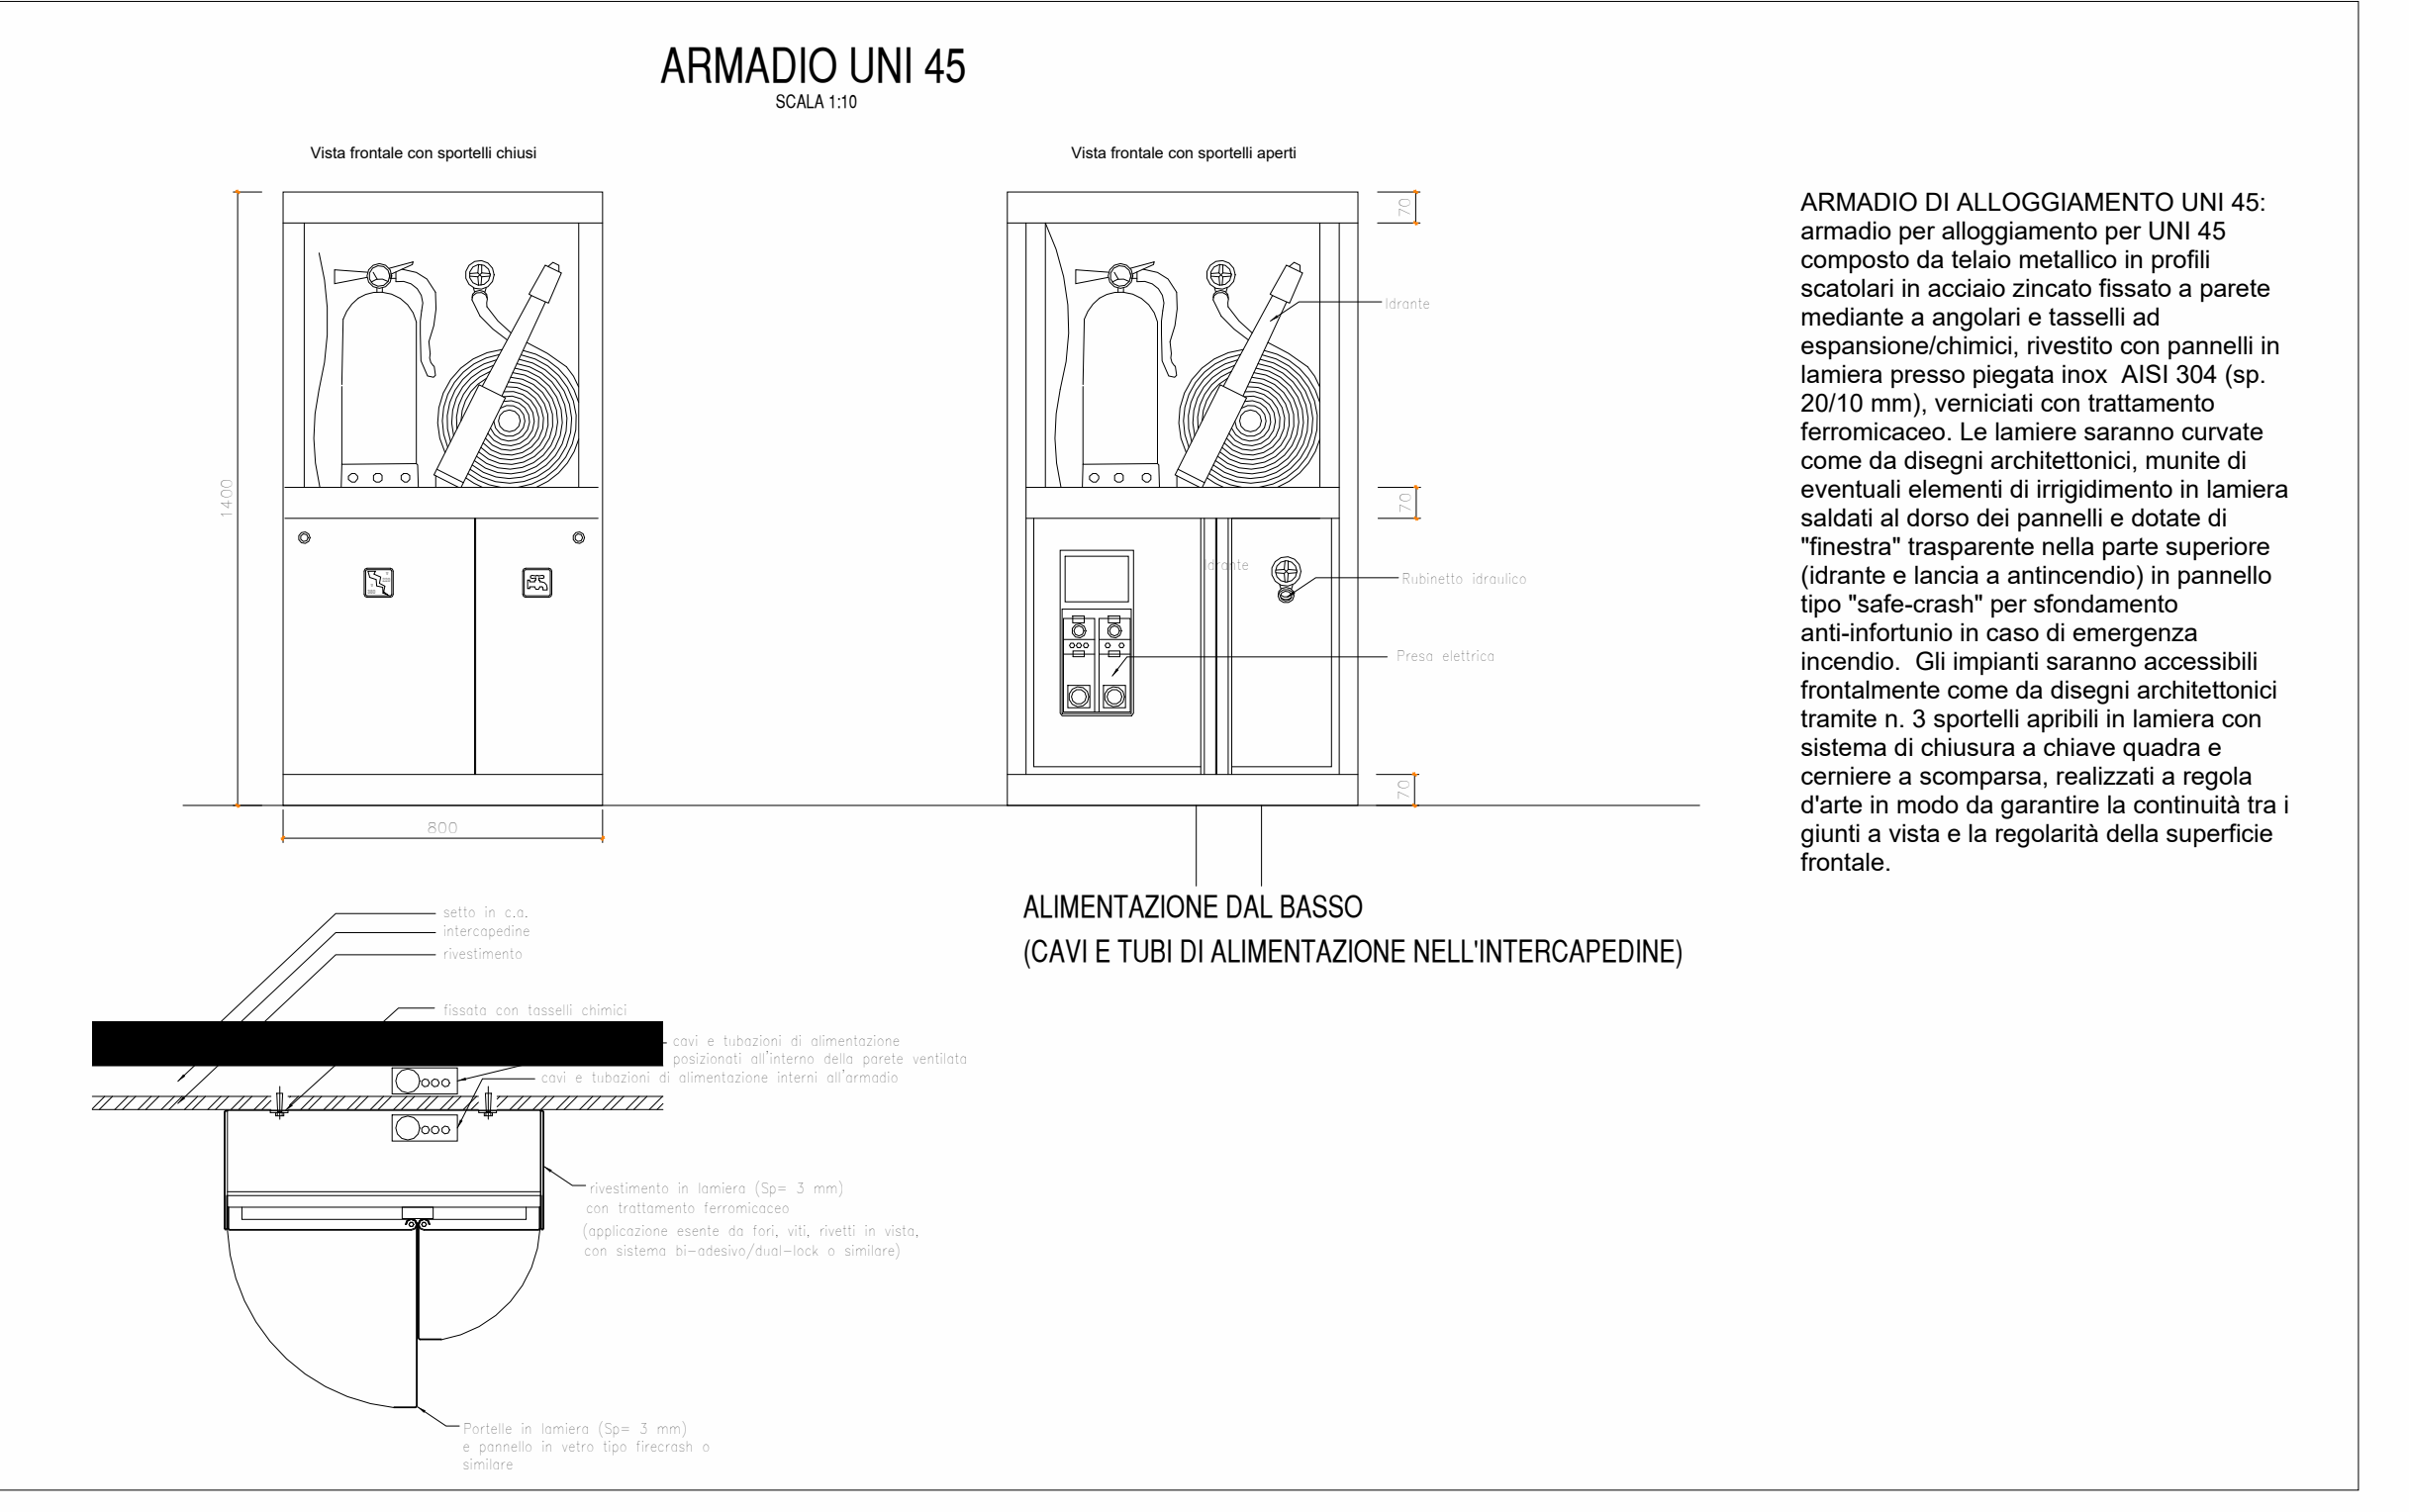 ARMADIO UNI 45
SCALA 1:10
Vista frontale con sportelli chiusi
Vista frontale con sportelli aperti
1400
800
70
70
70
Idrante
Idrante
Rubinetto idraulico
Presa elettrica
ALIMENTAZIONE DAL BASSO
(CAVI E TUBI DI ALIMENTAZIONE NELL'INTERCAPEDINE)
ARMADIO DI ALLOGGIAMENTO UNI 45:
armadio per alloggiamento per UNI 45
composto da telaio metallico in profili
scatolari in acciaio zincato fissato a parete
mediante a angolari e tasselli ad
espansione/chimici, rivestito con pannelli in
lamiera presso piegata inox  AISI 304 (sp.
20/10 mm), verniciati con trattamento
ferromicaceo. Le lamiere saranno curvate
come da disegni architettonici, munite di
eventuali elementi di irrigidimento in lamiera
saldati al dorso dei pannelli e dotate di
"finestra" trasparente nella parte superiore
(idrante e lancia a antincendio) in pannello
tipo "safe-crash" per sfondamento
anti-infortunio in caso di emergenza
incendio.  Gli impianti saranno accessibili
frontalmente come da disegni architettonici
tramite n. 3 sportelli apribili in lamiera con
sistema di chiusura a chiave quadra e
cerniere a scomparsa, realizzati a regola
d'arte in modo da garantire la continuità tra i
giunti a vista e la regolarità della superficie
frontale.
setto in c.a.
intercapedine
rivestimento
fissata con tasselli chimici
cavi e tubazioni di alimentazione
posizionati all'interno della parete ventilata
cavi e tubazioni di alimentazione interni all'armadio
rivestimento in lamiera (Sp= 3 mm)
con trattamento ferromicaceo
(applicazione esente da fori, viti, rivetti in vista,
con sistema bi-adesivo/dual-lock o similare)
Portelle in lamiera (Sp= 3 mm)
e pannello in vetro tipo firecrash o
similare